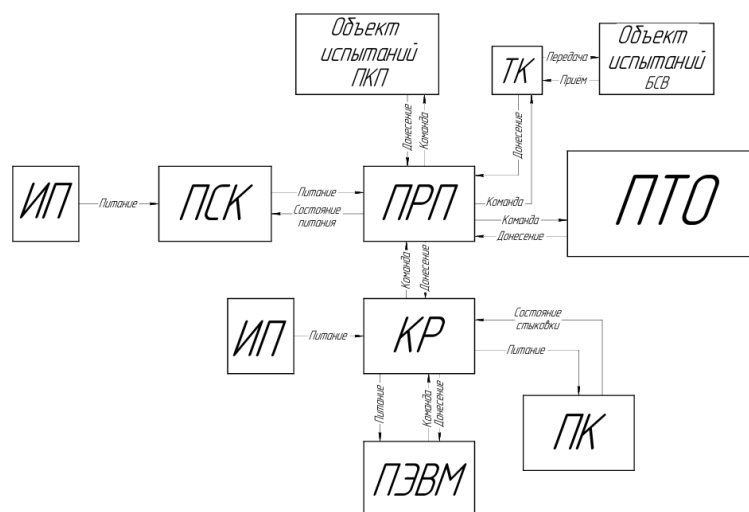 Объект
испытаний
ПКП
ТК
Передача
Прием
Объект
испытаний
БСВ
Донесение
Команда
Донесение
ИП
Питание
ПСК
Питание
Состояние
питания
ПРП
Команда
Команда
Донесение
ПТО
Команда
Донесение
ИП
Питание
КР
Состояние
стыковки
Питание
Питание
Команда
Донесение
ПК
ПЭВМ